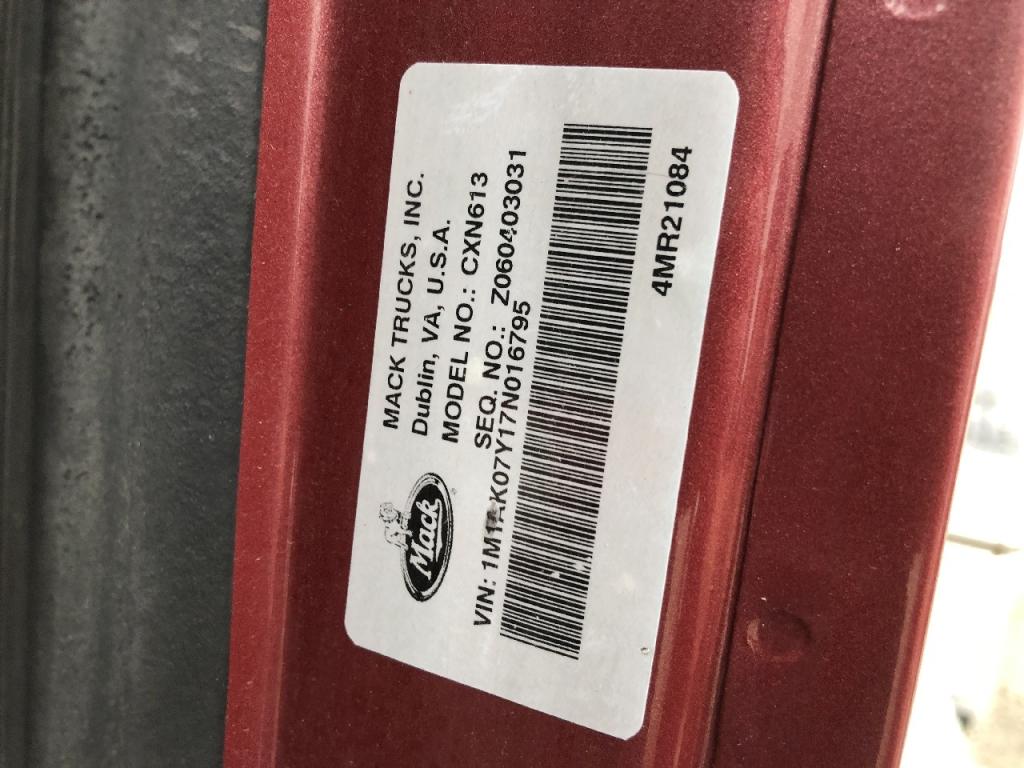 MACK TRUCKS, INC.
Dublin, VA, U.S.A.
MODEL NO.: CXN613
SEQ. NO.: Z060403031
Mack
VIN: 1M1AK07Y17N016795
4MR21084